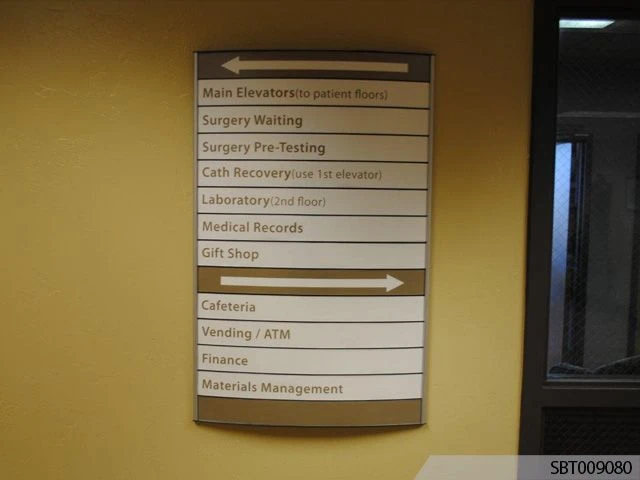 Main Elevators(to patient floors)
Surgery Waiting
Surgery Pre-Testing
Cath Recovery(use 1st elevator)
Laboratory(2nd floor)
Medical Records
Gift Shop
Cafeteria
Vending / ATM
Finance
Materials Management
SBT009080